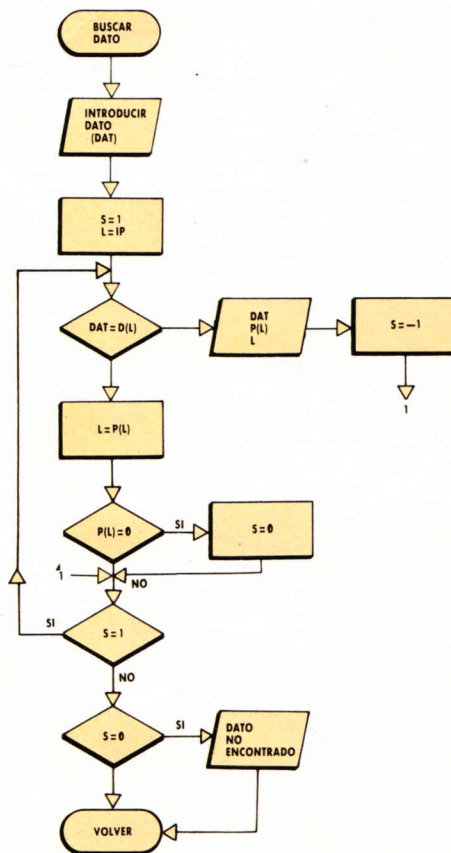 BUSCAR
DATO
INTRODUCIR
DATO
(DAT)
S=1
L=IP
DAT=D(L)
DAT
P(L)
L
S=—1
1
L=P(L)
P(L)=0
SI
S=0
1
NO
SI
S=1
NO
S=0
SI
DATO
NO
ENCONTRADO
VOLVER